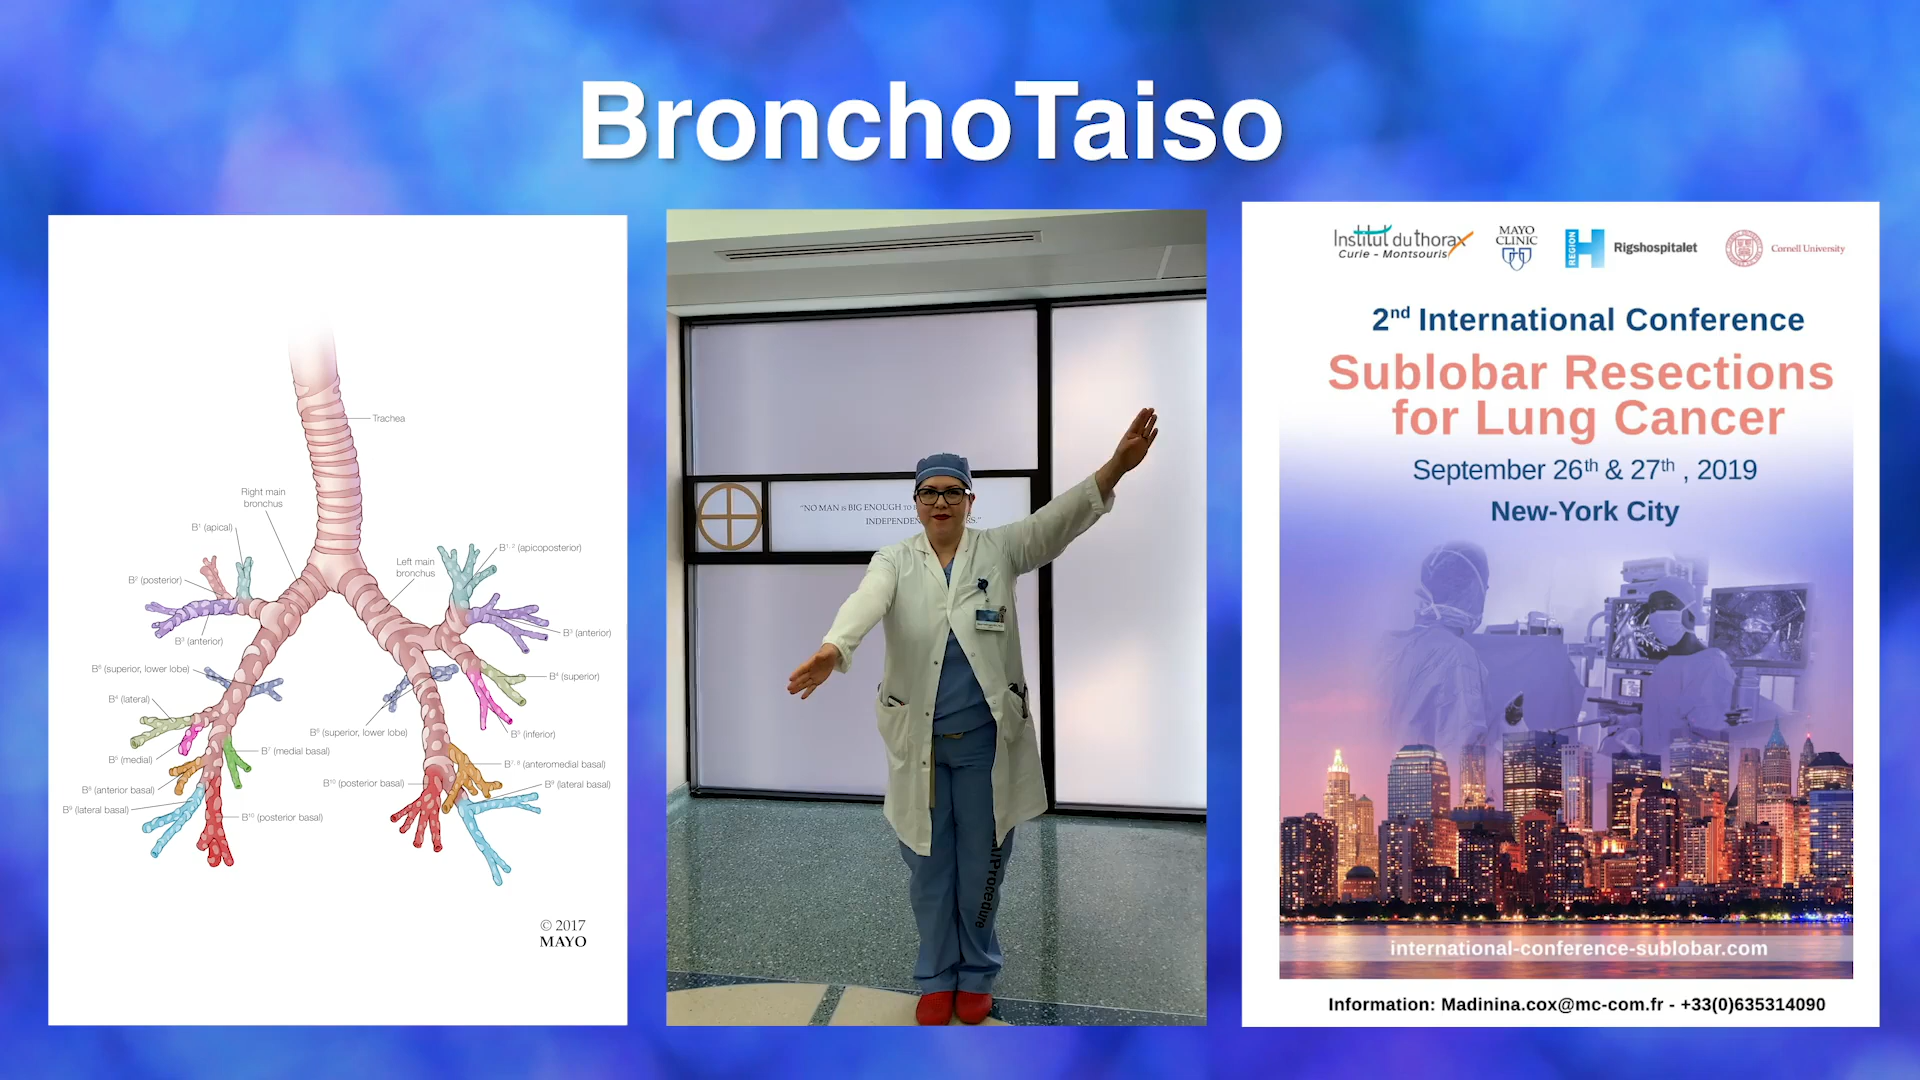 BronchoTaiso
Trachea
Right main
bronchus
B¹ (apical)
B² (posterior)
B³ (anterior)
B⁶ (superior, lower lobe)
B⁴ (lateral)
B⁵ (medial)
B⁷ (medial basal)
B⁸ (anterior basal)
B⁹ (lateral basal)
B¹⁰ (posterior basal)
Left main
bronchus
B¹, ² (apicoposterior)
B³ (anterior)
B⁴ (superior)
B⁵ (inferior)
B⁶ (superior, lower lobe)
B⁷, ⁸ (anteromedial basal)
B⁹ (lateral basal)
B¹⁰ (posterior basal)
© 2017
MAYO
"NO MAN IS BIG ENOUGH TO
INDEPENDEN
RS."
Procedure
Institut du thorax
Curie - Montsouris
MAYO
CLINIC
REGION
H
Rigshospitalet
Cornell University
2nd International Conference
Sublobar Resections
for Lung Cancer
September 26th & 27th , 2019
New-York City
international-conference-sublobar.com
Information: Madinina.cox@mc-com.fr - +33(0)635314090